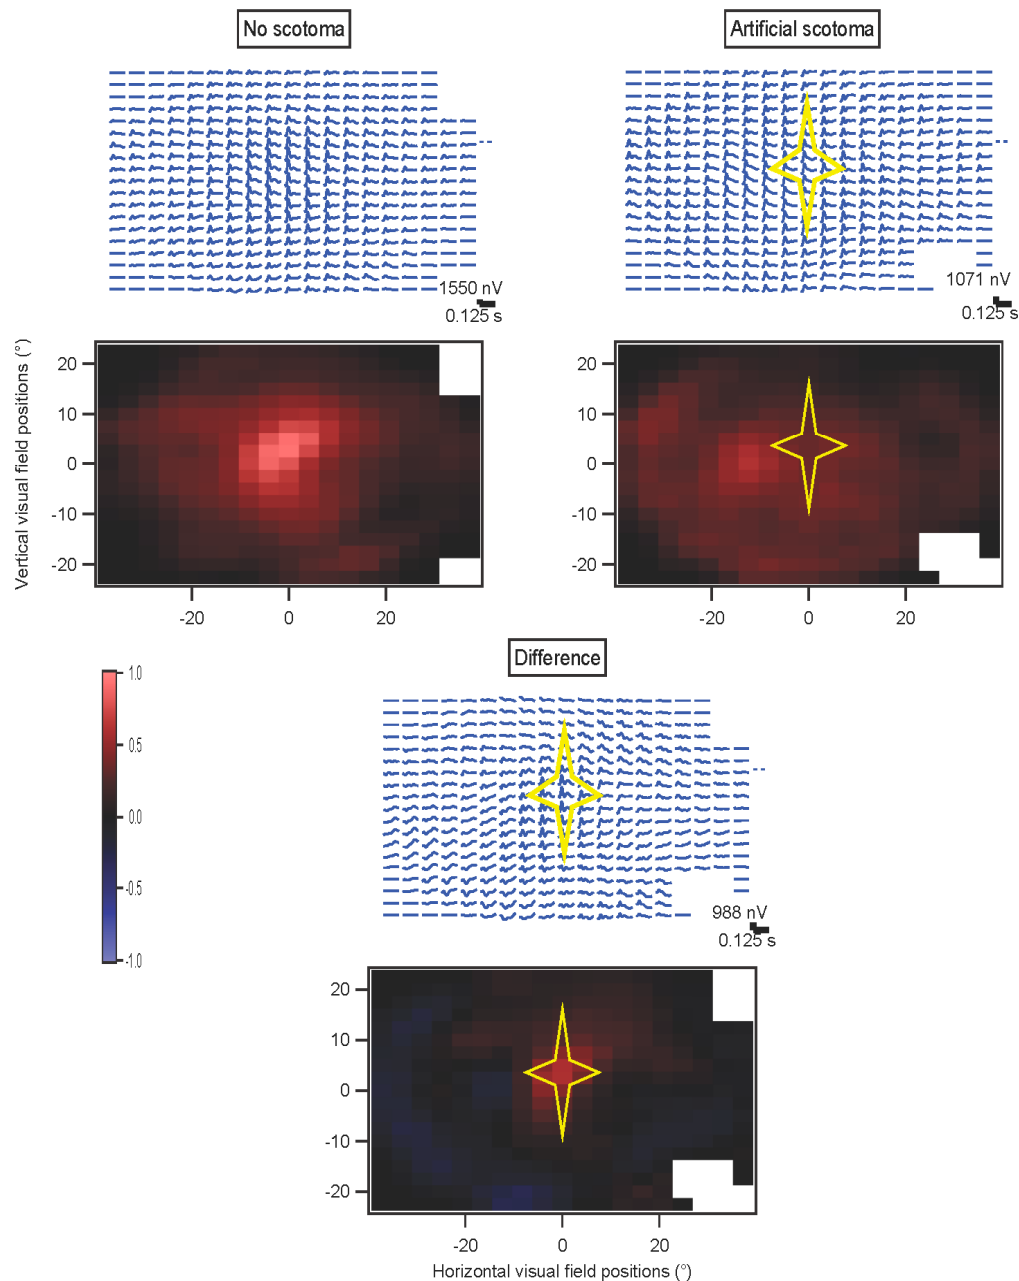 No scotoma
Artificial scotoma
1550 nV
0.125 s
1071 nV
0.125 s
Vertical visual field positions (°)
20
10
0
-10
-20
-20 0 20
20
10
0
-10
-20
-20 0 20
Difference
1.0
0.5
0.0
-0.5
-1.0
988 nV
0.125 s
20
10
0
-10
-20
-20 0 20
Horizontal visual field positions (°)